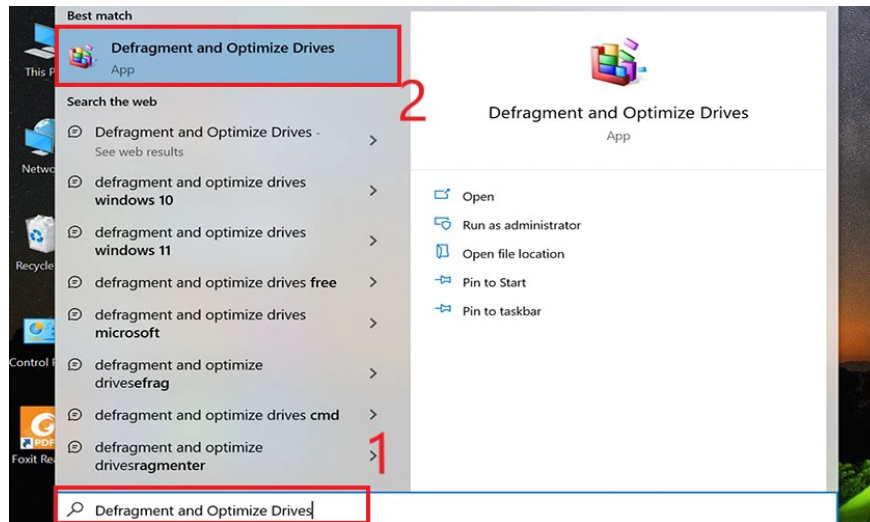 Best match
Defragment and Optimize Drives
App
2
Search the web
Defragment and Optimize Drives -
See web results
defragment and optimize drives
windows 10
defragment and optimize drives
windows 11
defragment and optimize drives free
defragment and optimize drives
microsoft
defragment and optimize
drivesefrag
defragment and optimize drives cmd
defragment and optimize
drivesragmenter
1
Defragment and Optimize Drives
Defragment and Optimize Drives
App
Open
Run as administrator
Open file location
Pin to Start
Pin to taskbar
This P
Netwo
Recycle
Control P
PDF
Foxit Re